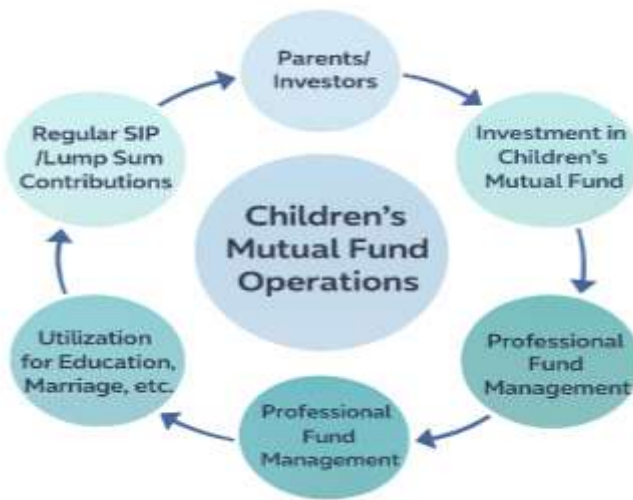 Parents/
Investors
Investment in
Children's
Mutual Fund
Professional
Fund
Management
Professional
Fund
Management
Utilization
for Education,
Marriage, etc.
Regular SIP
/Lump Sum
Contributions
Children's
Mutual Fund
Operations